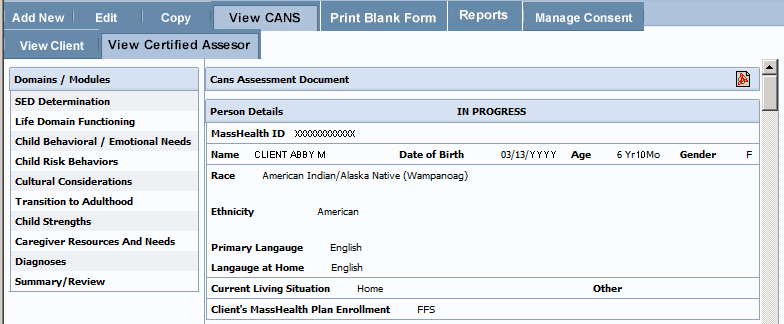 Add New Edit Copy View CANS Print Blank Form Reports Manage Consent
View Client View Certified Assesor
Domains / Modules
SED Determination
Life Domain Functioning
Child Behavioral / Emotional Needs
Child Risk Behaviors
Cultural Considerations
Transition to Adulthood
Child Strengths
Caregiver Resources And Needs
Diagnoses
Summary/Review
Cans Assessment Document
Person Details IN PROGRESS
MassHealth ID XXXXXXXXXXXX
Name CLIENT ABBY M Date of Birth 03/13/YYYY Age 6 Yr10Mo Gender F
Race American Indian/Alaska Native (Wampanoag)
Ethnicity American
Primary Langauge English
Langauge at Home English
Current Living Situation Home Other
Client's MassHealth Plan Enrollment FFS